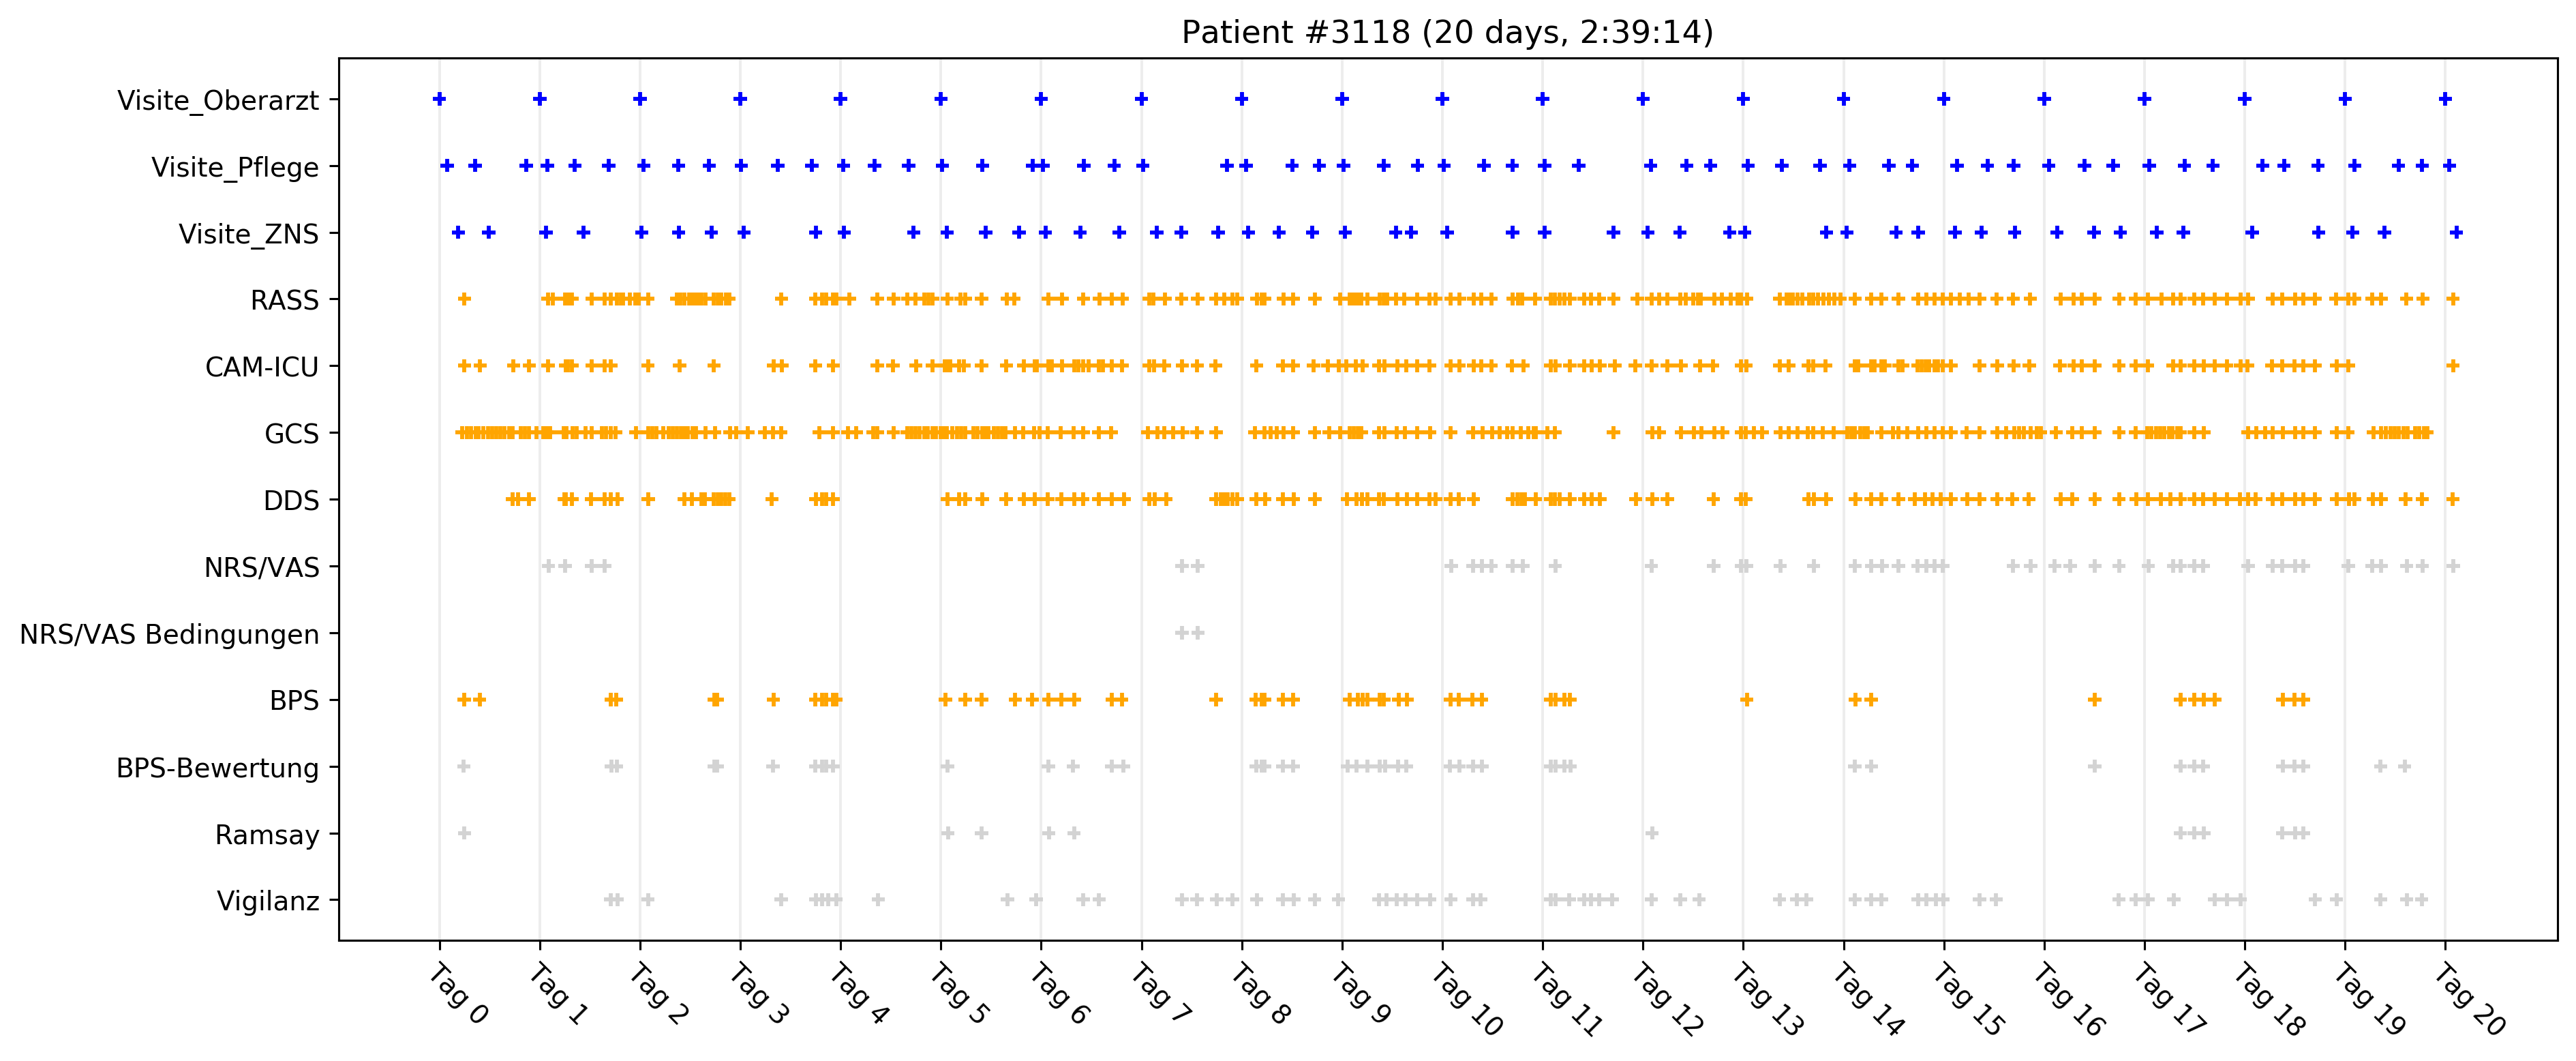 Patient #3118 (20 days, 2:39:14)
Visite_Oberarzt
Visite_Pflege
Visite_ZNS
RASS
CAM-ICU
GCS
DDS
NRS/VAS
NRS/VAS Bedingungen
BPS
BPS-Bewertung
Ramsay
Vigilanz
Tag 0
Tag 1
Tag 2
Tag 3
Tag 4
Tag 5
Tag 6
Tag 7
Tag 8
Tag 9
Tag 10
Tag 11
Tag 12
Tag 13
Tag 14
Tag 15
Tag 16
Tag 17
Tag 18
Tag 19
Tag 20